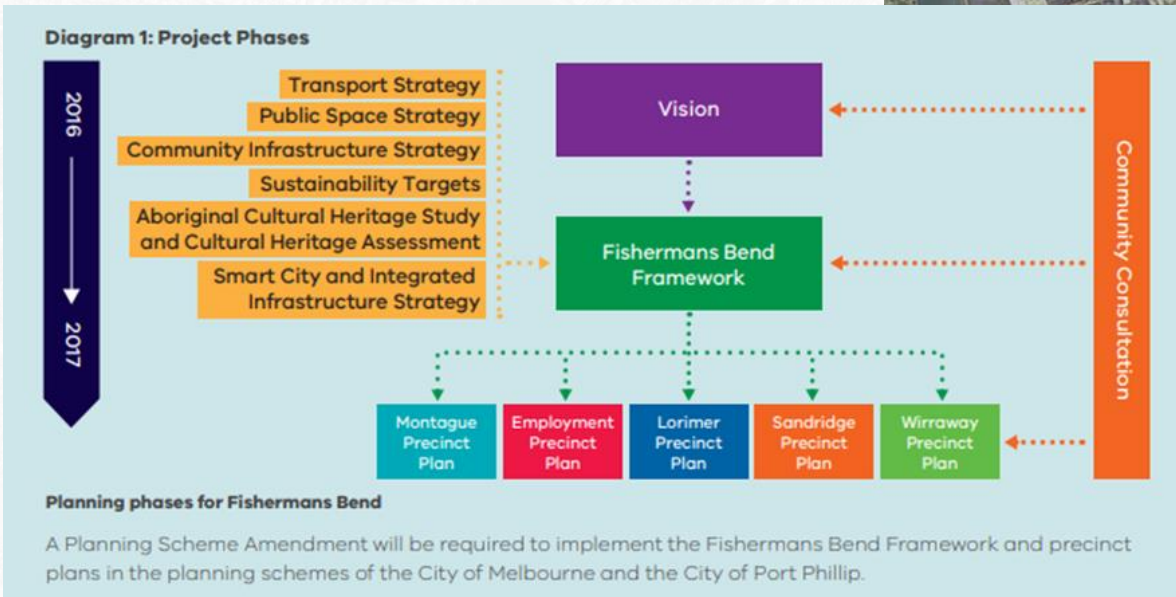 Diagram 1: Project Phases
2016
2017
Transport Strategy
Public Space Strategy
Community Infrastructure Strategy
Sustainability Targets
Aboriginal Cultural Heritage Study
and Cultural Heritage Assessment
Smart City and Integrated
Infrastructure Strategy
Vision
Fishermans Bend
Framework
Community Consultation
Montague
Precinct
Plan
Employment
Precinct
Plan
Lorimer
Precinct
Plan
Sandridge
Precinct
Plan
Wirraway
Precinct
Plan
Planning phases for Fishermans Bend
A Planning Scheme Amendment will be required to implement the Fishermans Bend Framework and precinct
plans in the planning schemes of the City of Melbourne and the City of Port Phillip.